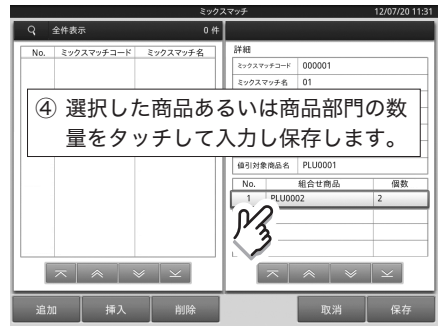 ミックスマッチ 12/07/20 11:31
全件表示 0 件
No. ミックスマッチコード ミックスマッチ名
詳細
ミックスマッチコード 000001
ミックスマッチ名 01
④ 選択した商品あるいは商品部門の数
量をタッチして入力し保存します。
値引対象商品名 PLU0001
No. 組合せ商品 個数
1 PLU0002 2
追加 挿入 削除 取消 保存